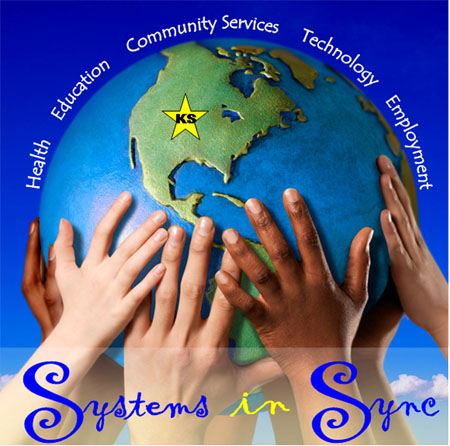 Health Education Community Services Technology Employment
KS
Systems in Sync